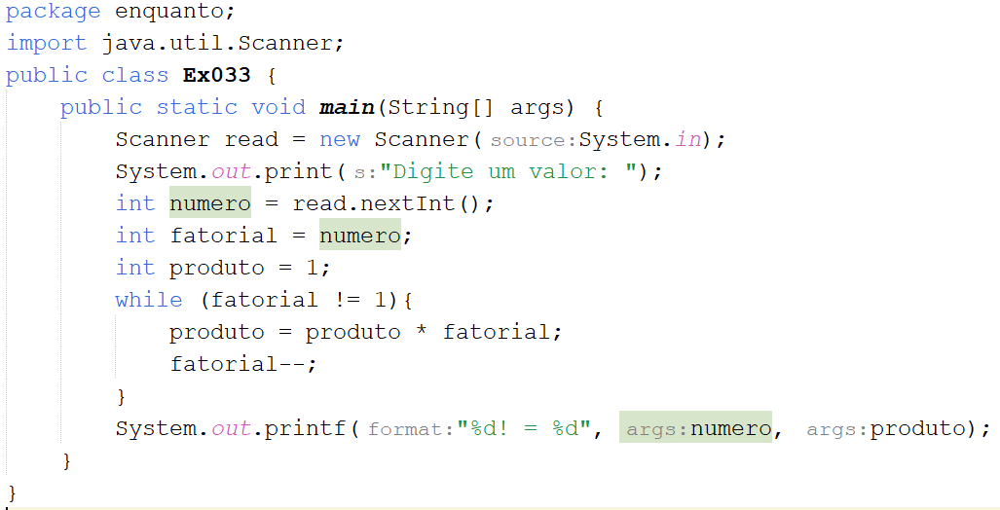 package enquanto;
import java.util.Scanner;
public class Ex033 {
    public static void main(String[] args) {
        Scanner read = new Scanner( source:System.in);
        System.out.print( s:"Digite um valor: ");
        int numero = read.nextInt();
        int fatorial = numero;
        int produto = 1;
        while (fatorial != 1){
            produto = produto * fatorial;
            fatorial--;
        }
        System.out.printf( format:"%d! = %d", args:numero, args:produto);
    }
}